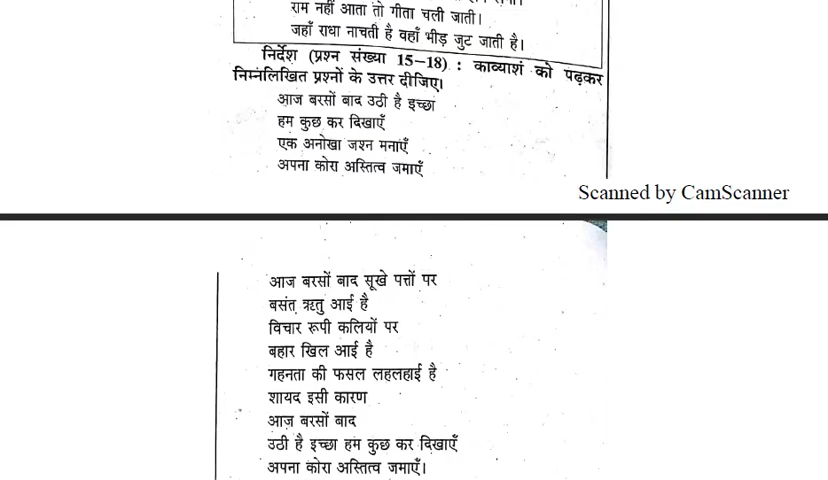 राम नहीं आता तो गीता चली जाती।
जहाँ राधा नाचती है वहाँ भीड़ जुट जाती है।
निर्देश (प्रश्न संख्या 15–18) : काव्याशं को पढ़कर
निम्नलिखित प्रश्नों के उत्तर दीजिए।
आज बरसों बाद उठी है इच्छा
हम कुछ कर दिखाएँ
एक अनोखा जश्न मनाएँ
अपना कोरा अस्तित्व जमाएँ
Scanned by CamScanner
आज बरसों बाद सूखे पत्तों पर
बसंत ऋतु आई है
विचार रूपी कलियों पर
बहार खिल आई है
गहनता की फसल लहलहाई है
शायद इसी कारण
आज़ बरसों बाद
उठी है इच्छा हम कुछ कर दिखाएँ
अपना कोरा अस्तित्व जमाएँ।